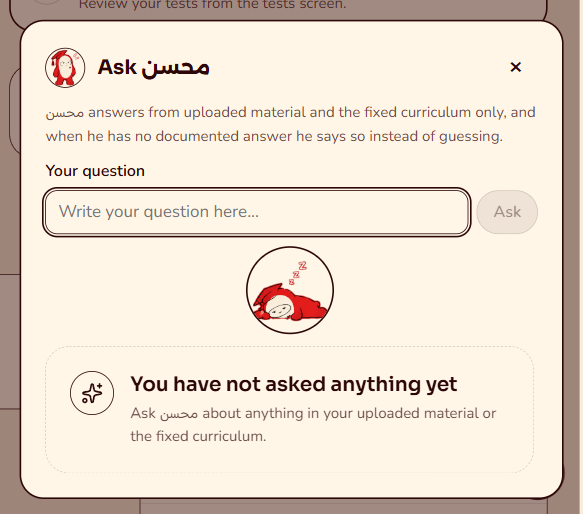 Review your tests from the tests screen.
Ask محسن
محسن answers from uploaded material and the fixed curriculum only, and
when he has no documented answer he says so instead of guessing.
Your question
Write your question here...
Ask
z
z
z
You have not asked anything yet
Ask محسن about anything in your uploaded material or
the fixed curriculum.